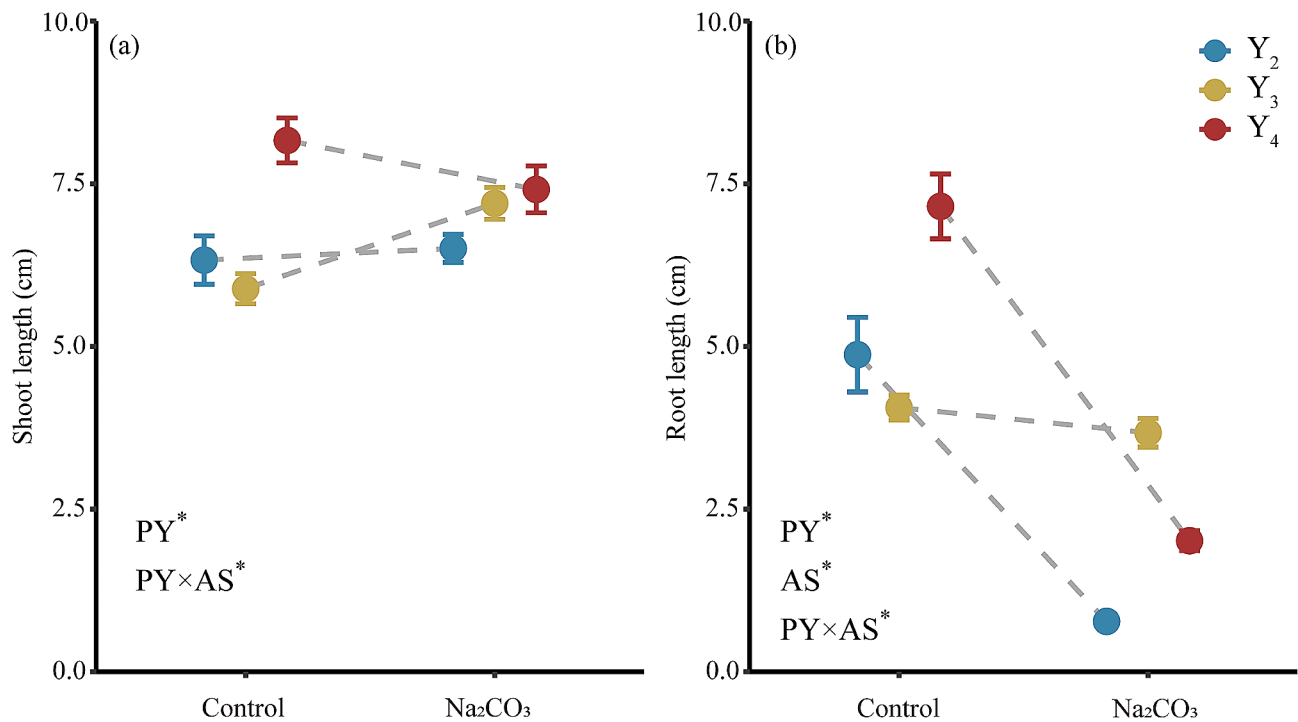 (a)
10.0
7.5
5.0
2.5
0.0
Shoot length (cm)
PY*
PY×AS*
Control
Na₂CO₃
(b)
10.0
7.5
5.0
2.5
0.0
Root length (cm)
Y₂
Y₃
Y₄
PY*
AS*
PY×AS*
Control
Na₂CO₃